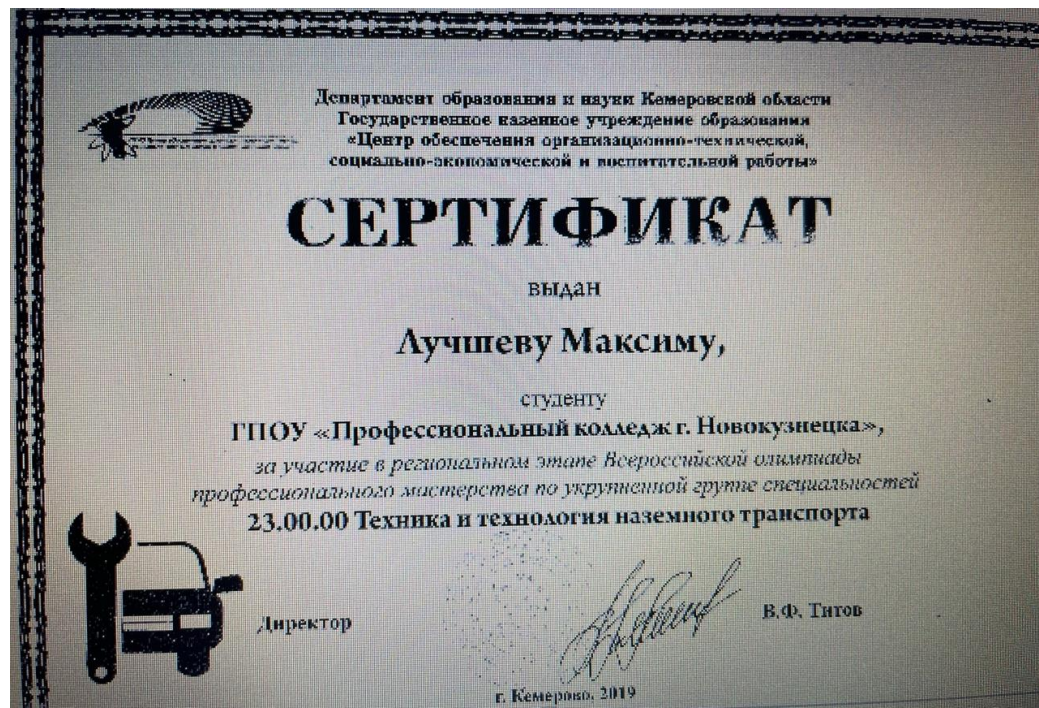 Департамент образования и науки Кемеровской области
Государственное казенное учреждение образования
«Центр обеспечения организационно-технической,
социально-экономической и воспитательной работы»
СЕРТИФИКАТ
выдан
Лучшеву Максиму,
студенту
ГПОУ «Профессиональный колледж г. Новокузнецка»,
за участие в региональном этапе Всероссийской олимпиады
профессионального мастерства по укрупненной группе специальностей
23.00.00 Техника и технология наземного транспорта
Директор
В.Ф. Титов
г. Кемерово, 2019